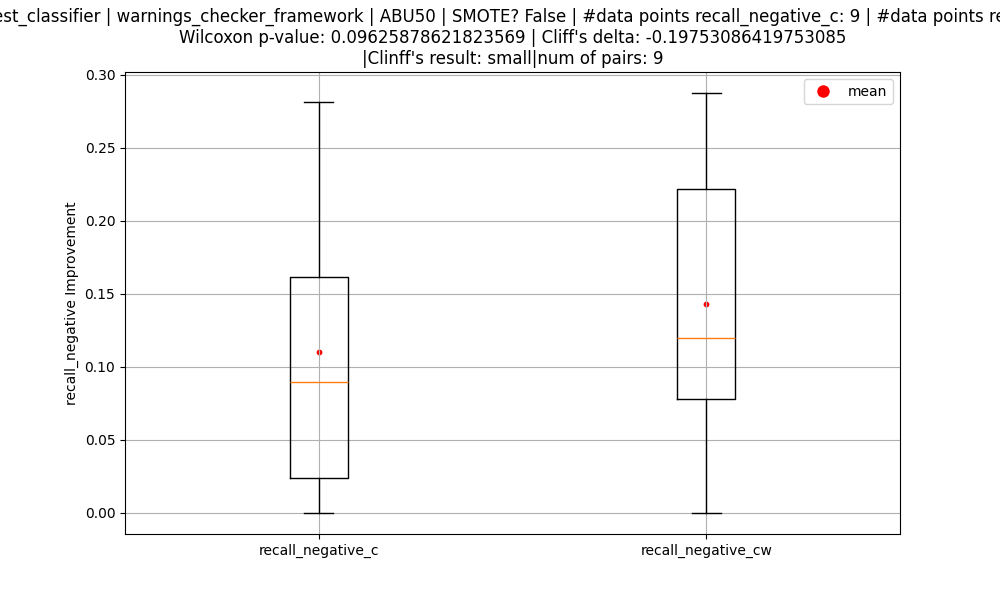 est_classifier | warnings_checker_framework | ABU50 | SMOTE? False | #data points recall_negative_c: 9 | #data points re
Wilcoxon p-value: 0.09625878621823569 | Cliff's delta: -0.19753086419753085
|Clinff's result: small|num of pairs: 9
mean
0.30
0.25
0.20
0.15
0.10
0.05
0.00
recall_negative Improvement
recall_negative_c
recall_negative_cw